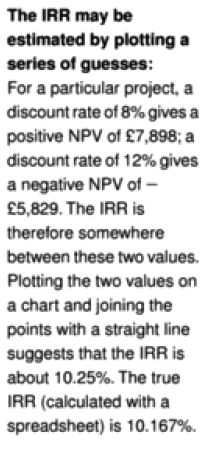 The IRR may be
estimated by plotting a
series of guesses:
For a particular project, a
discount rate of 8% gives a
positive NPV of £7,898; a
discount rate of 12% gives
a negative NPV of –
£5,829. The IRR is
therefore somewhere
between these two values.
Plotting the two values on
a chart and joining the
points with a straight line
suggests that the IRR is
about 10.25%. The true
IRR (calculated with a
spreadsheet) is 10.167%.